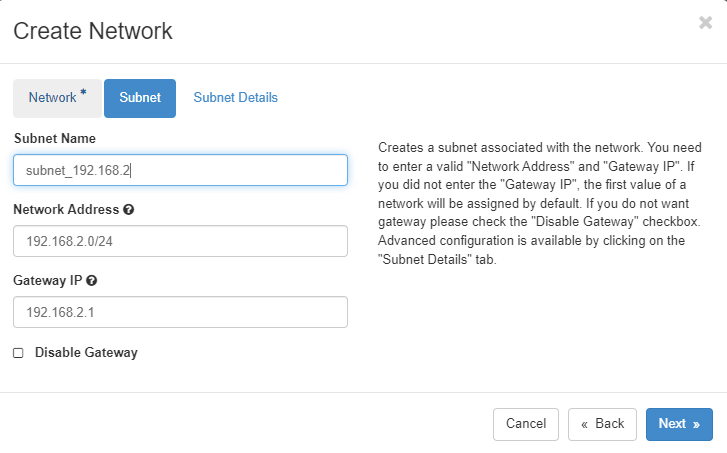 Create Network
×
Network *
Subnet
Subnet Details
Subnet Name
subnet_192.168.2
Network Address
192.168.2.0/24
Gateway IP
192.168.2.1
Disable Gateway
Creates a subnet associated with the network. You need
to enter a valid "Network Address" and "Gateway IP". If
you did not enter the "Gateway IP", the first value of a
network will be assigned by default. If you do not want
gateway please check the "Disable Gateway" checkbox.
Advanced configuration is available by clicking on the
"Subnet Details" tab.
Cancel
« Back
Next »